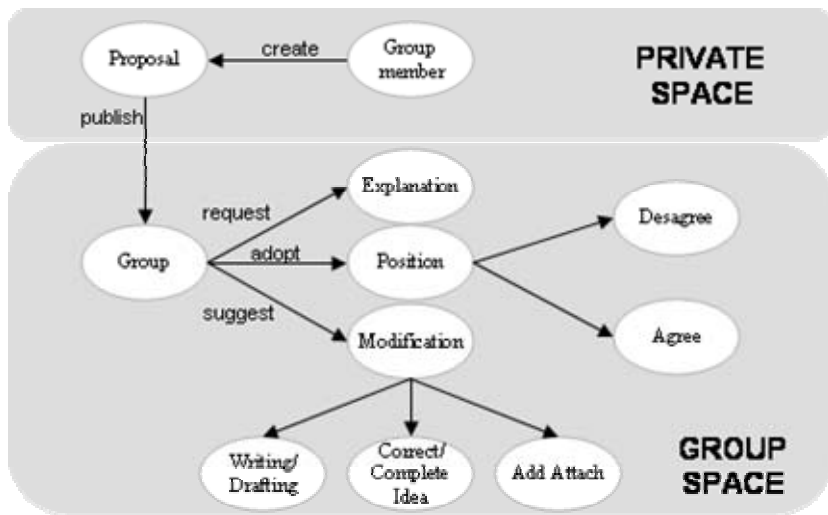 Proposal
create
Group
member
PRIVATE
SPACE
publish
Explanation
request
Desagree
Group
adopt
Position
suggest
Modification
Agree
Writing/
Drafting
Correct/
Complete
Idea
Add Attach
GROUP
SPACE